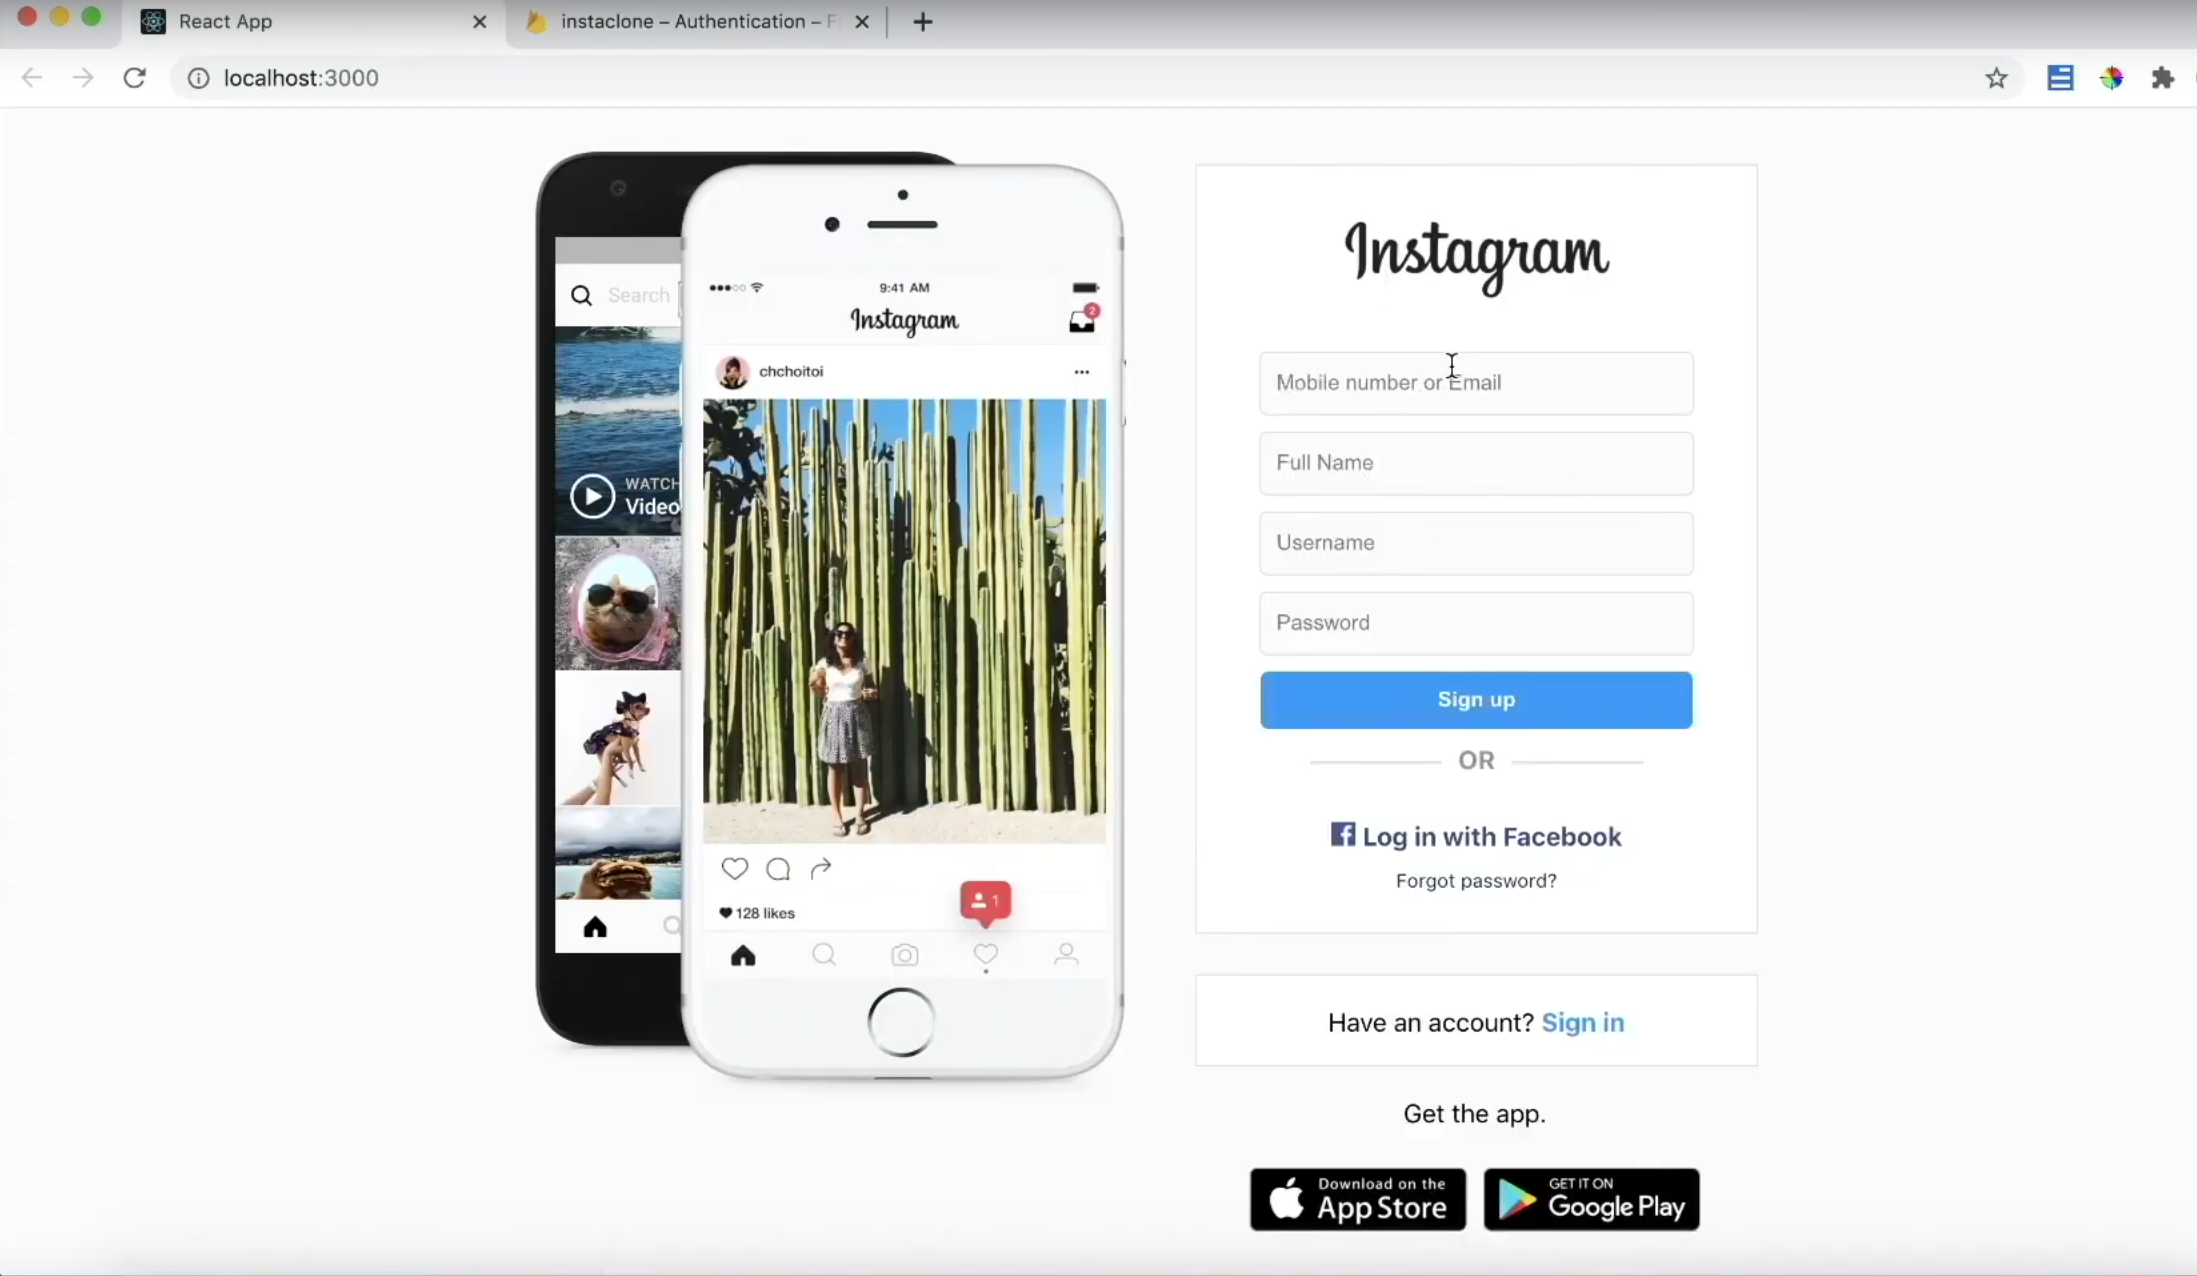 React App
instaclone – Authentication –
localhost:3000
Search
WATCH
Video
9:41 AM
Instagram
2
chchoitoi
128 likes
1
Instagram
Mobile number or Email
Full Name
Username
Password
Sign up
OR
Log in with Facebook
Forgot password?
Have an account? Sign in
Get the app.
Download on the
App Store
GET IT ON
Google Play